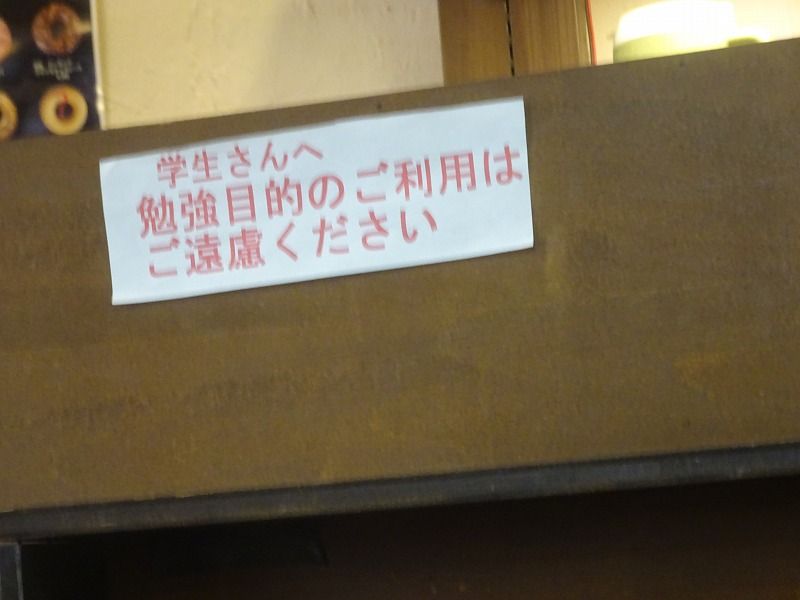 学生さんへ
勉強目的のご利用は
ご遠慮ください